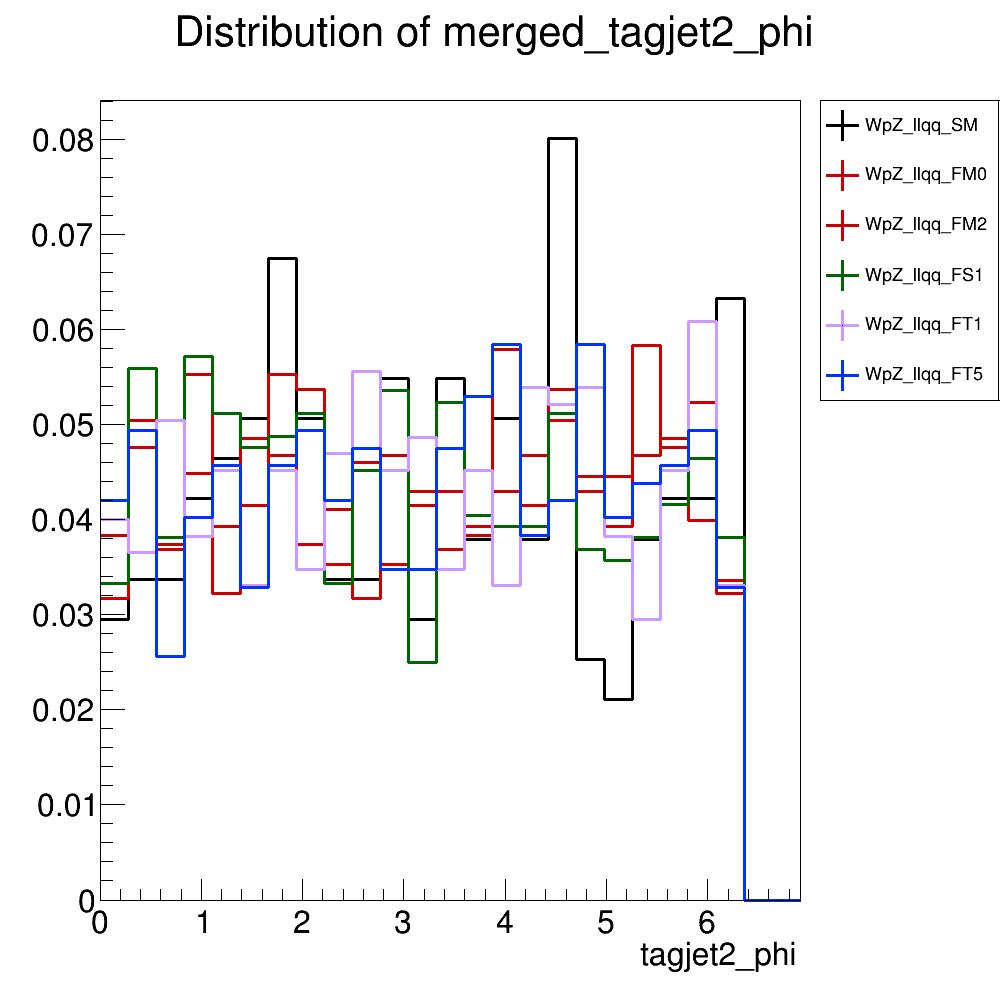 Distribution of merged_tagjet2_phi
0.08
0.07
0.06
0.05
0.04
0.03
0.02
0.01
0
0 1 2 3 4 5 6
tagjet2_phi
WpZ_llqq_SM
WpZ_llqq_FM0
WpZ_llqq_FM2
WpZ_llqq_FS1
WpZ_llqq_FT1
WpZ_llqq_FT5